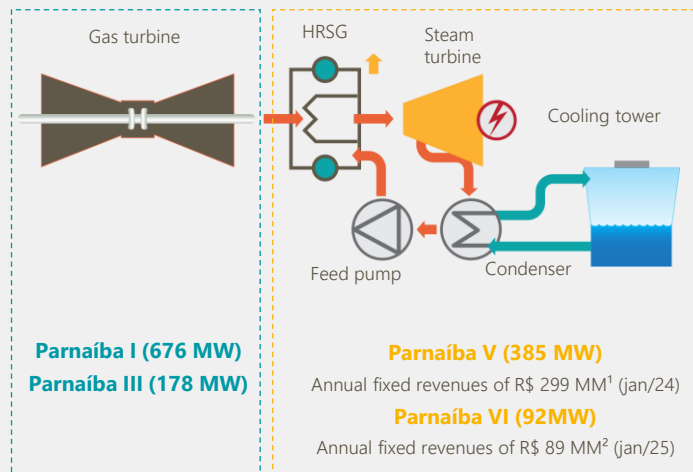 Gas turbine
HRSG
Steam
turbine
Cooling tower
Feed pump
Condenser
Parnaíba I (676 MW)
Parnaíba III (178 MW)
Parnaíba V (385 MW)
Annual fixed revenues of R$ 299 MM¹ (jan/24)
Parnaíba VI (92MW)
Annual fixed revenues of R$ 89 MM² (jan/25)